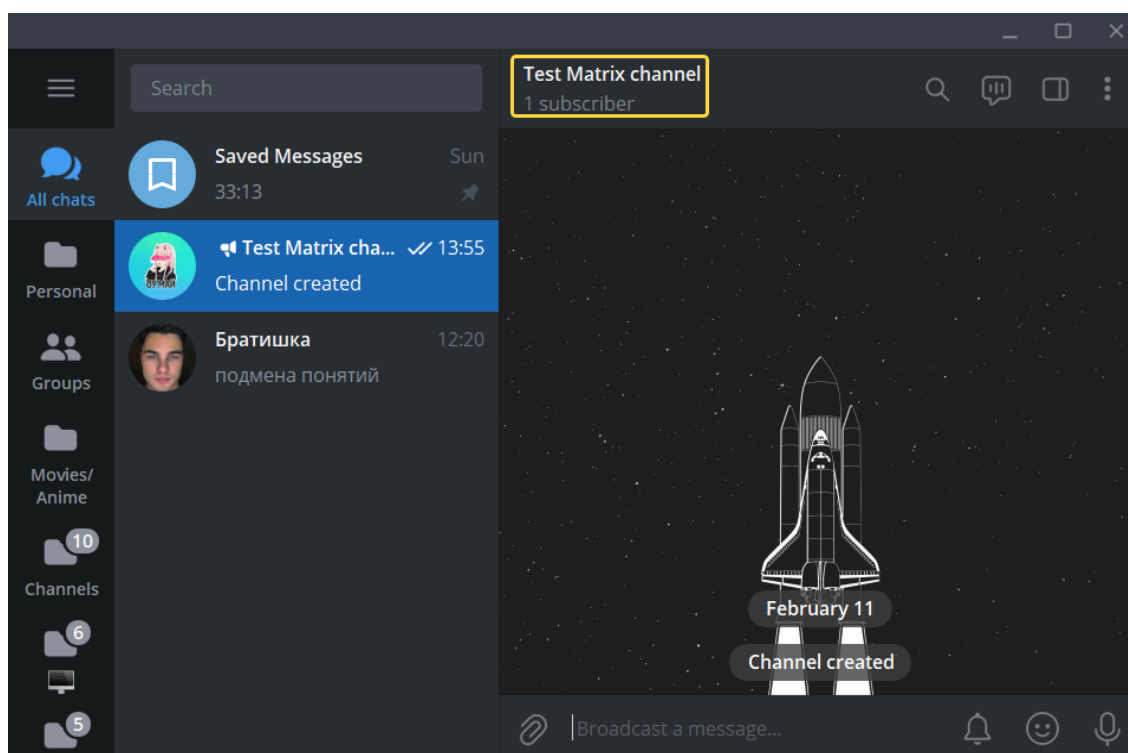 Search
Test Matrix channel
1 subscriber
All chats
Personal
Groups
Movies/
Anime
10
Channels
6
5
Saved Messages
Sun
33:13
Test Matrix cha...
13:55
Channel created
Братишка
12:20
подмена понятий
February 11
Channel created
Broadcast a message...